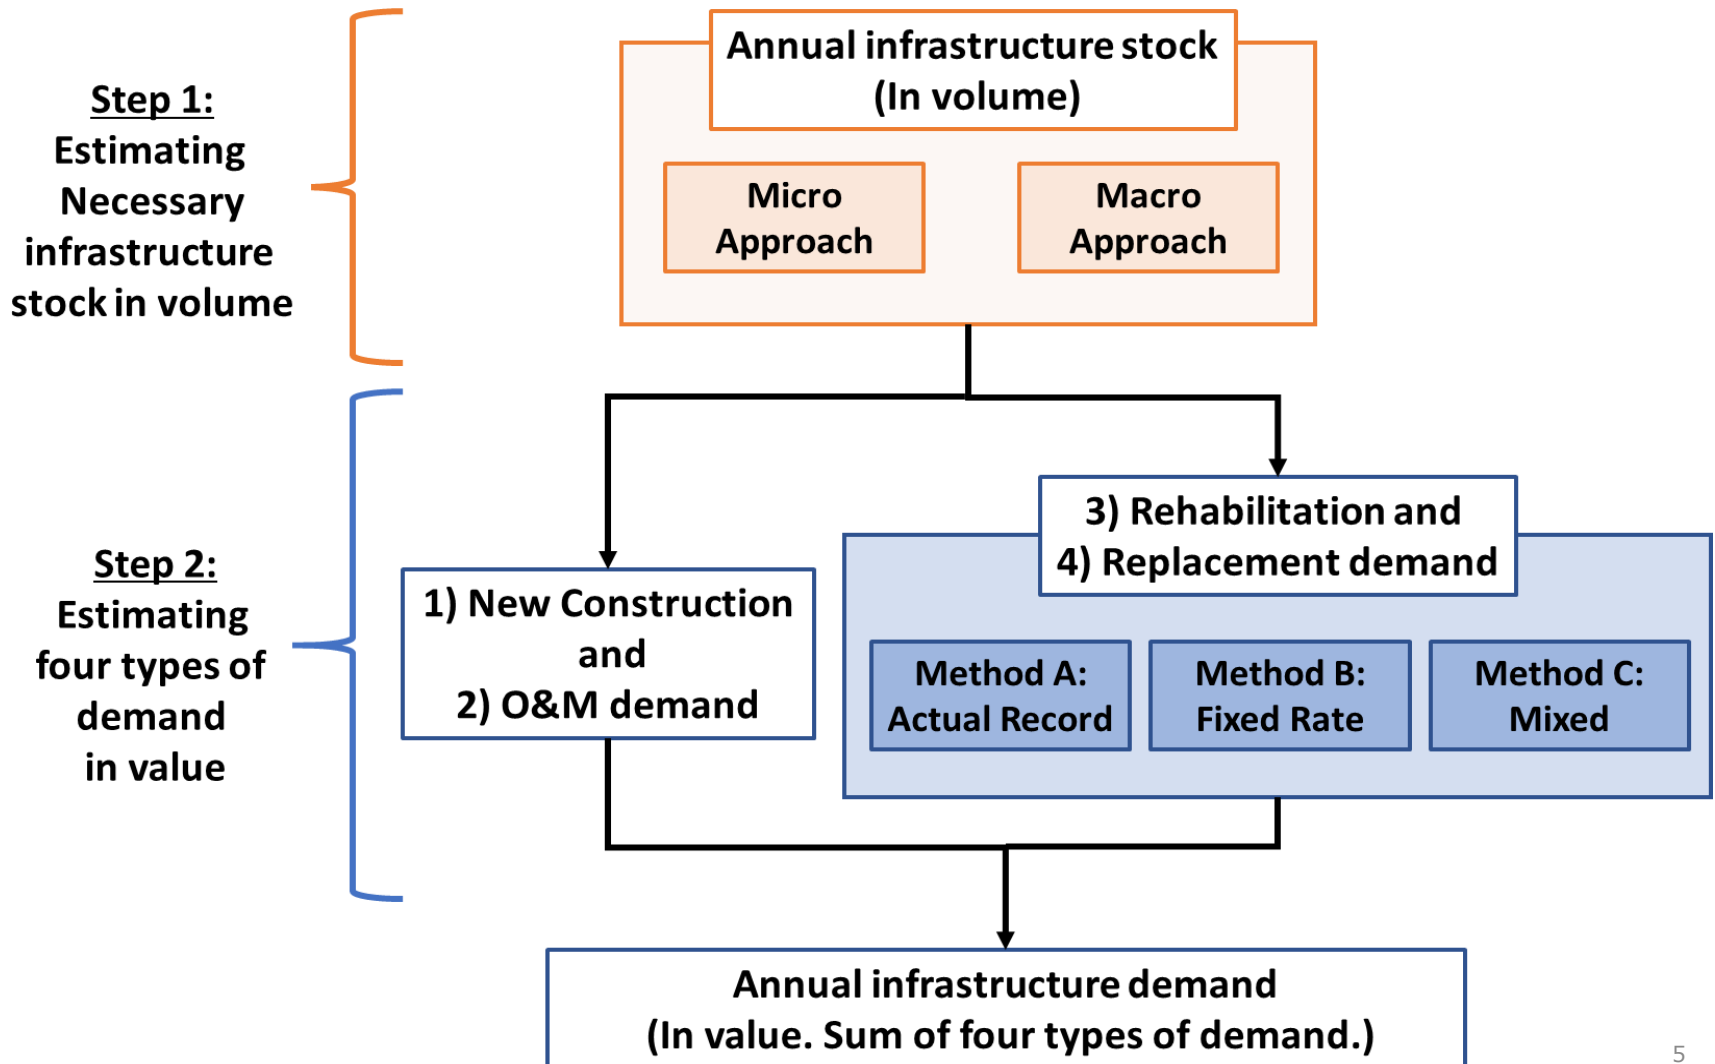 Step 1:
Estimating
Necessary
infrastructure
stock in volume
Annual infrastructure stock
(In volume)
Micro
Approach
Macro
Approach
Step 2:
Estimating
four types of
demand
in value
1) New Construction
and
2) O&M demand
3) Rehabilitation and
4) Replacement demand
Method A:
Actual Record
Method B:
Fixed Rate
Method C:
Mixed
Annual infrastructure demand
(In value. Sum of four types of demand.)
5